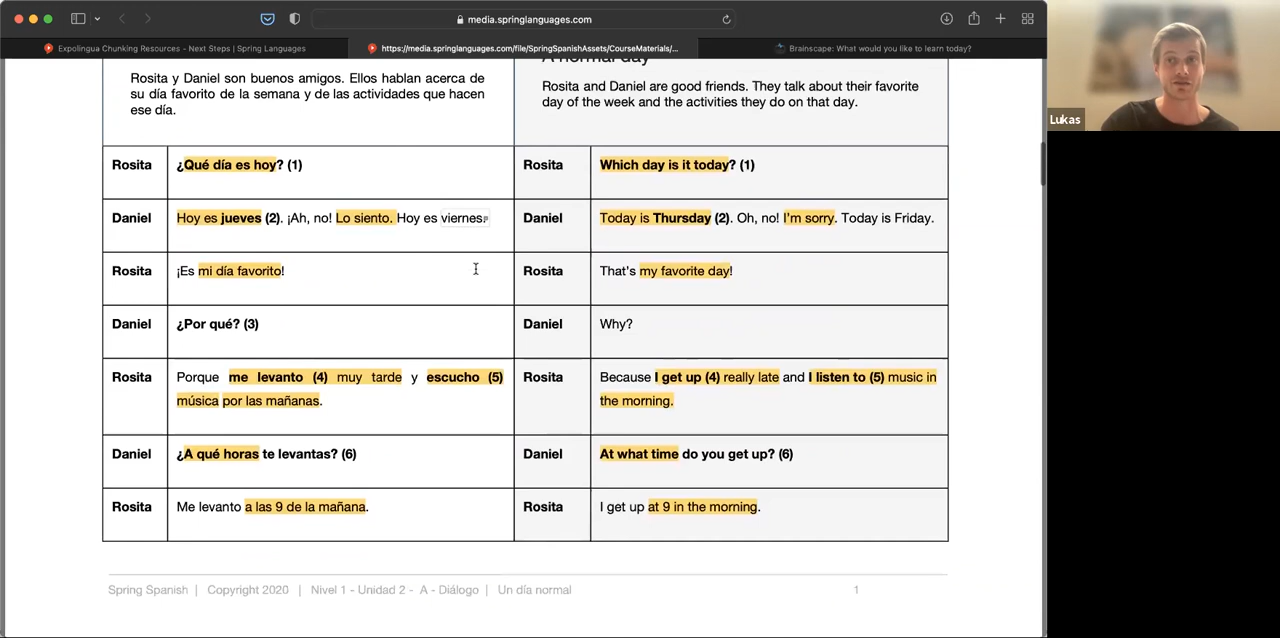 media.springlanguages.com
Expolingua Chunking Resources - Next Steps | Spring Languages
https://media.springlanguages.com/file/SpringSpanishAssets/CourseMaterials/...
Brainscape: What would you like to learn today?
Lukas
A normal day
Rosita y Daniel son buenos amigos. Ellos hablan acerca de
su día favorito de la semana y de las actividades que hacen
ese día.
Rosita and Daniel are good friends. They talk about their favorite
day of the week and the activities they do on that day.
Rosita ¿Qué día es hoy? (1)
Rosita Which day is it today? (1)
Daniel Hoy es jueves (2). ¡Ah, no! Lo siento. Hoy es viernes.
Daniel Today is Thursday (2). Oh, no! I'm sorry. Today is Friday.
Rosita ¡Es mi día favorito!
Rosita That's my favorite day!
Daniel ¿Por qué? (3)
Daniel Why?
Rosita Porque me levanto (4) muy tarde y escucho (5)
música por las mañanas.
Rosita Because I get up (4) really late and I listen to (5) music in
the morning.
Daniel ¿A qué horas te levantas? (6)
Daniel At what time do you get up? (6)
Rosita Me levanto a las 9 de la mañana.
Rosita I get up at 9 in the morning.
Spring Spanish | Copyright 2020 | Nivel 1 - Unidad 2 - A - Diálogo | Un día normal 1